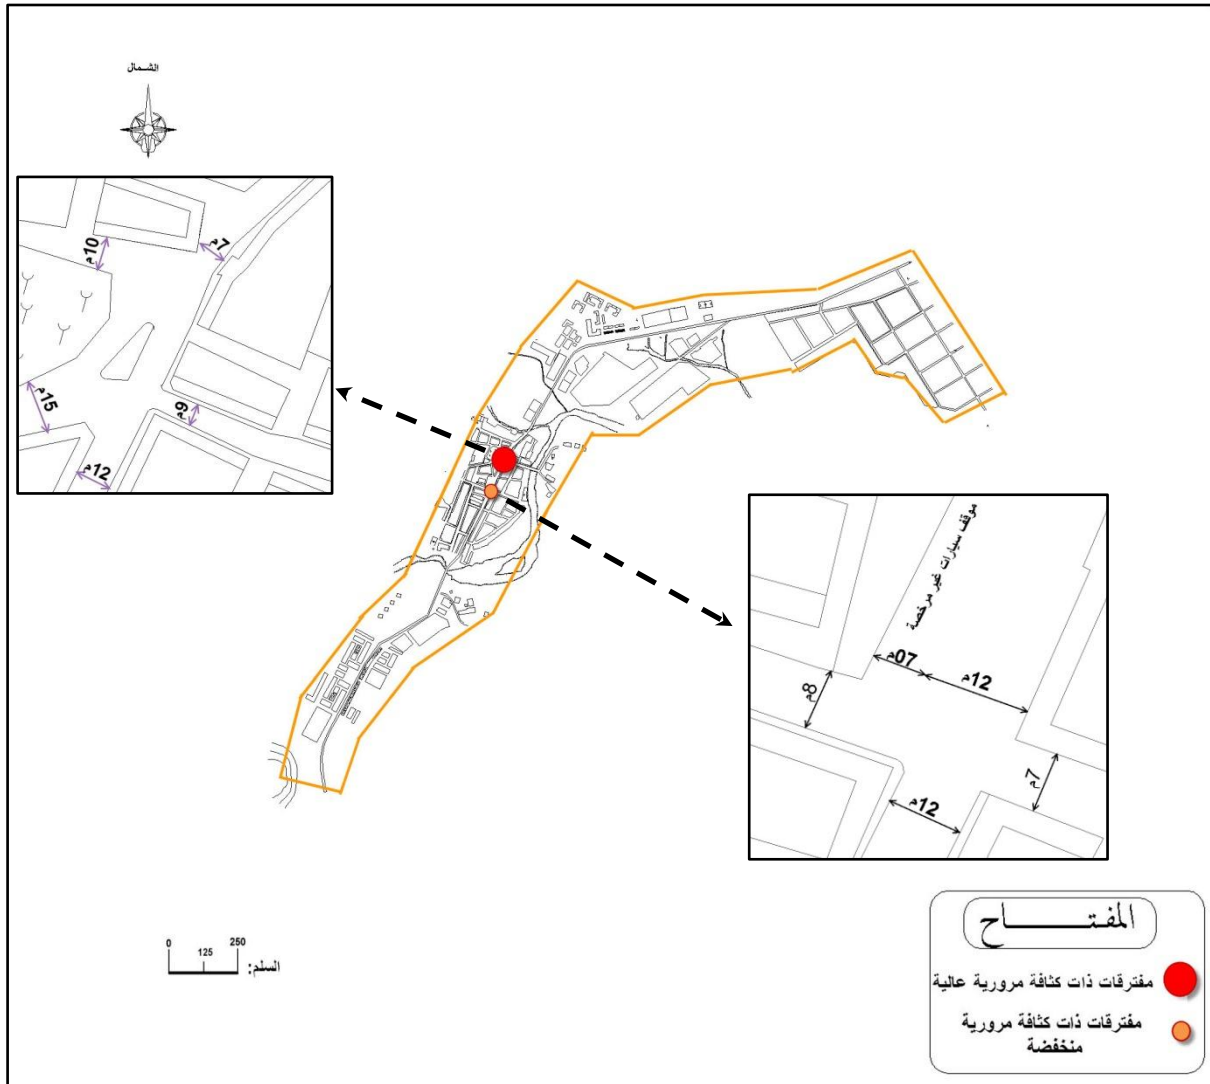 الشمال
10م
7م
15م
9م
12م
موقف سيارات غير مرخصة
07م
12م
8م
7م
12م
0
125
250
السلم:
المفتــــــاح
مفترقات ذات كثافة مرورية عالية
مفترقات ذات كثافة مرورية
منخفضة